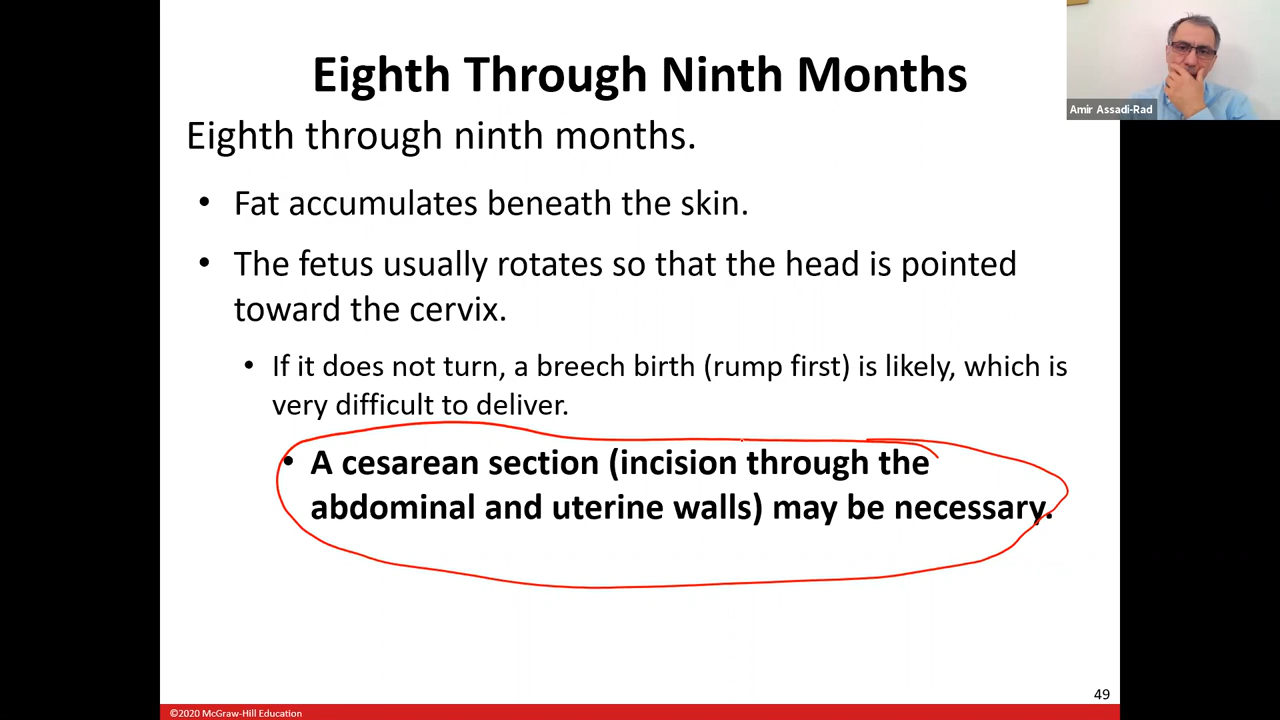 Eighth Through Ninth Months
Amir Assadi-Rad
Eighth through ninth months.
• Fat accumulates beneath the skin.
• The fetus usually rotates so that the head is pointed
toward the cervix.
• If it does not turn, a breech birth (rump first) is likely, which is
very difficult to deliver.
• A cesarean section (incision through the
abdominal and uterine walls) may be necessary.
49
©2020 McGraw-Hill Education